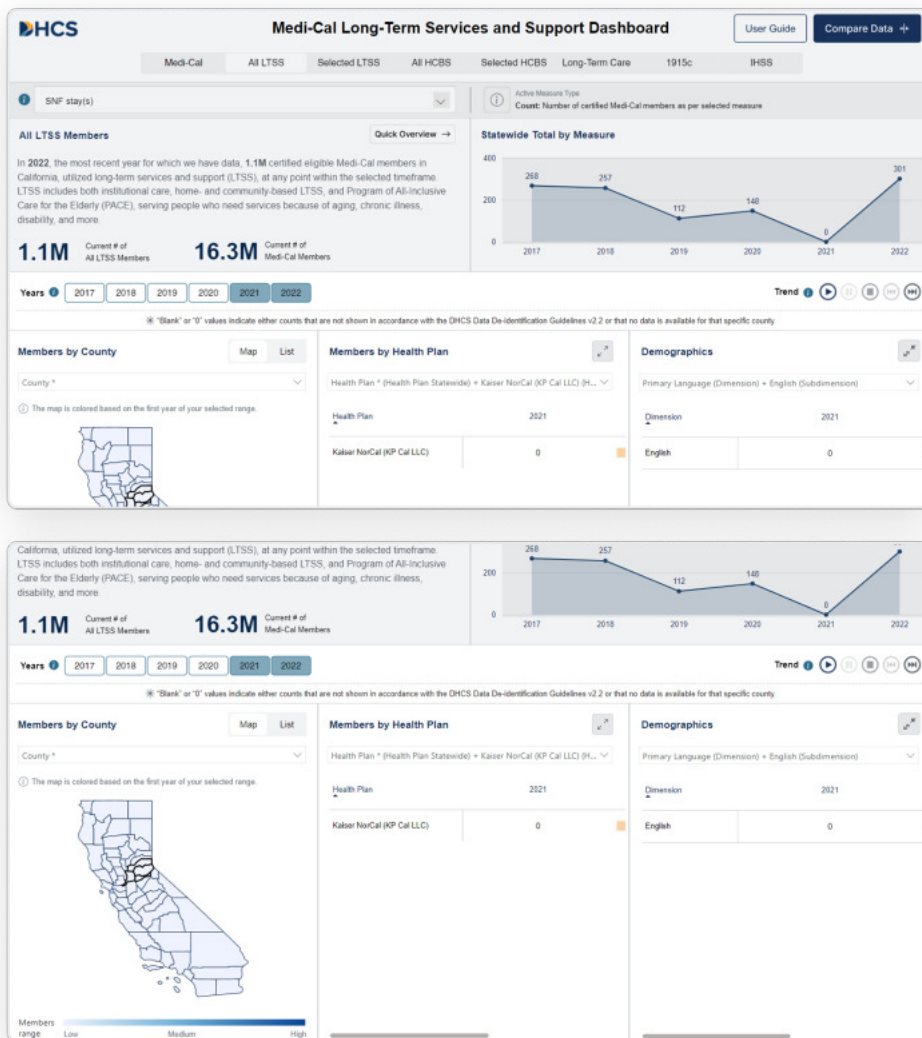 DHCS
Medi-Cal Long-Term Services and Support Dashboard
User Guide
Compare Data
Medi-Cal
All LTSS
Selected LTSS
All HCBS
Selected HCBS
Long-Term Care
1915c
IHSS
SNF stay(s)
Active Measure Type
Count: Number of certified Medi-Cal members as per selected measure
All LTSS Members
Quick Overview →
In 2022, the most recent year for which we have data, 1.1M certified eligible Medi-Cal members in
California, utilized long-term services and support (LTSS), at any point within the selected timeframe.
LTSS includes both institutional care, home- and community-based LTSS, and Program of All-Inclusive
Care for the Elderly (PACE), serving people who need services because of aging, chronic illness,
disability, and more.
1.1M
Current # of
All LTSS Members
16.3M
Current # of
Medi-Cal Members
Statewide Total by Measure
400
200
0
268
257
112
148
0
301
2017
2018
2019
2020
2021
2022
Years
2017
2018
2019
2020
2021
2022
Trend
"Blank" or "0" values indicate either counts that are not shown in accordance with the DHCS Data De-identification Guidelines v2.2 or that no data is available for that specific county.
Members by County
Map
List
County *
The map is colored based on the first year of your selected range.
Members by Health Plan
Health Plan * (Health Plan Statewide) + Kaiser NorCal (KP Cal LLC) (H...
Health Plan
2021
Kaiser NorCal (KP Cal LLC)
0
Demographics
Primary Language (Dimension) + English (Subdimension)
Dimension
2021
English
0
California, utilized long-term services and support (LTSS), at any point within the selected timeframe.
LTSS includes both institutional care, home- and community-based LTSS, and Program of All-Inclusive
Care for the Elderly (PACE), serving people who need services because of aging, chronic illness,
disability, and more.
1.1M
Current # of
All LTSS Members
16.3M
Current # of
Medi-Cal Members
200
0
268
257
112
148
0
2017
2018
2019
2020
2021
2022
Years
2017
2018
2019
2020
2021
2022
Trend
"Blank" or "0" values indicate either counts that are not shown in accordance with the DHCS Data De-identification Guidelines v2.2 or that no data is available for that specific county.
Members by County
Map
List
County *
The map is colored based on the first year of your selected range.
Members
range
Low
Medium
High
Members by Health Plan
Health Plan * (Health Plan Statewide) + Kaiser NorCal (KP Cal LLC) (H...
Health Plan
2021
Kaiser NorCal (KP Cal LLC)
0
Demographics
Primary Language (Dimension) + English (Subdimension)
Dimension
2021
English
0